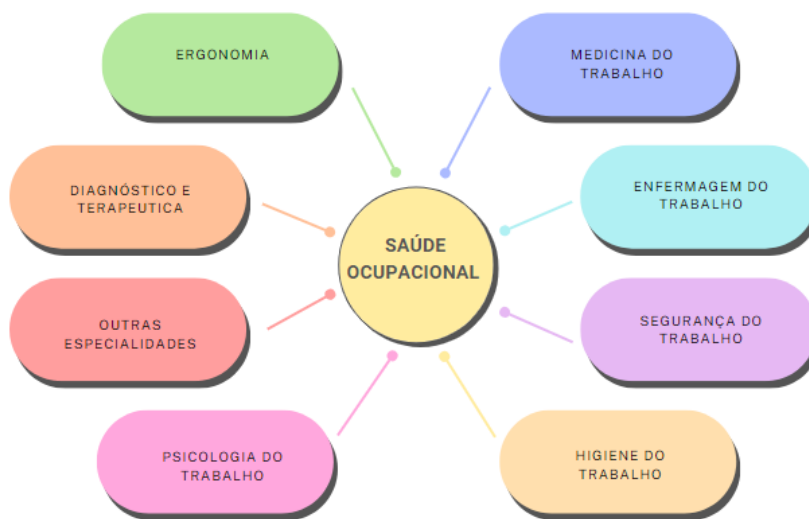 ERGONOMIA
MEDICINA DO
TRABALHO
DIAGNÓSTICO E
TERAPEUTICA
ENFERMAGEM DO
TRABALHO
SAÚDE
OCUPACIONAL
OUTRAS
ESPECIALIDADES
SEGURANÇA DO
TRABALHO
PSICOLOGIA DO
TRABALHO
HIGIENE DO
TRABALHO